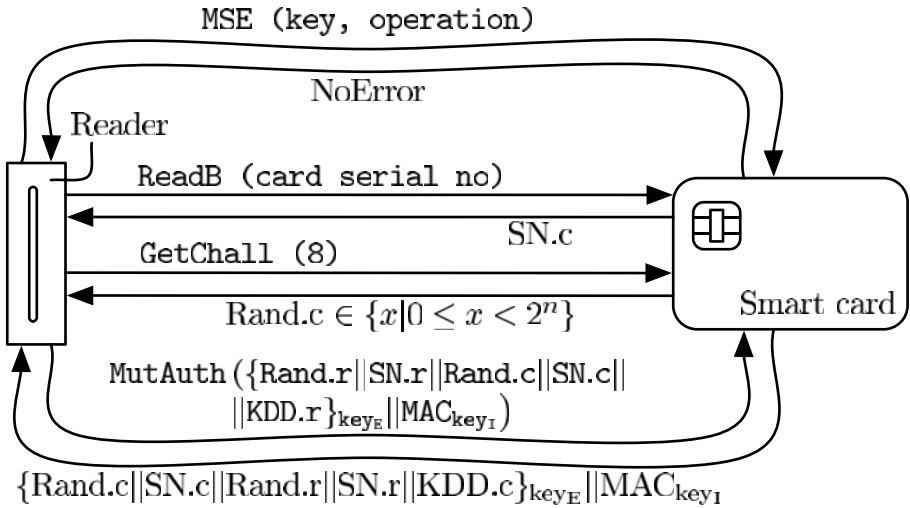 MSE (key, operation)
NoError
Reader
ReadB (card serial no)
SN.c
GetChall (8)
Rand.c ∈ {x|0 ≤ x < 2ⁿ}
Smart card
MutAuth({Rand.r||SN.r||Rand.c||SN.c||
||KDD.r}keyE||MACkeyI)
{Rand.c||SN.c||Rand.r||SN.r||KDD.c}keyE||MACkeyI